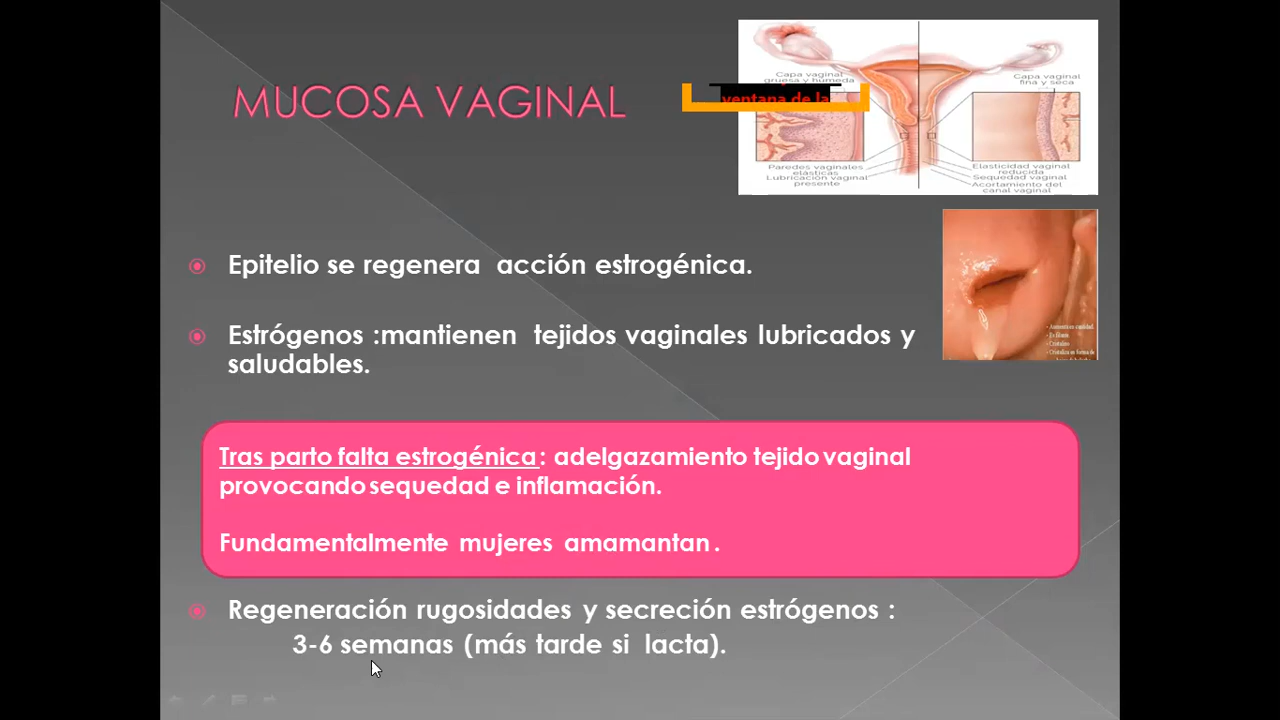 MUCOSA VAGINAL
ventana de la
Capa vaginal
gruesa y húmeda
Capa vaginal
fina y seca
Paredes vaginales
elásticas
Lubricación vaginal
presente
Elasticidad vaginal
reducida
Sequedad vaginal
Acortamiento del
canal vaginal
Epitelio se regenera acción estrogénica.
Estrógenos :mantienen tejidos vaginales lubricados y
saludables.
Tras parto falta estrogénica: adelgazamiento tejido vaginal
provocando sequedad e inflamación.
Fundamentalmente mujeres amamantan .
Regeneración rugosidades y secreción estrógenos :
3-6 semanas (más tarde si lacta).